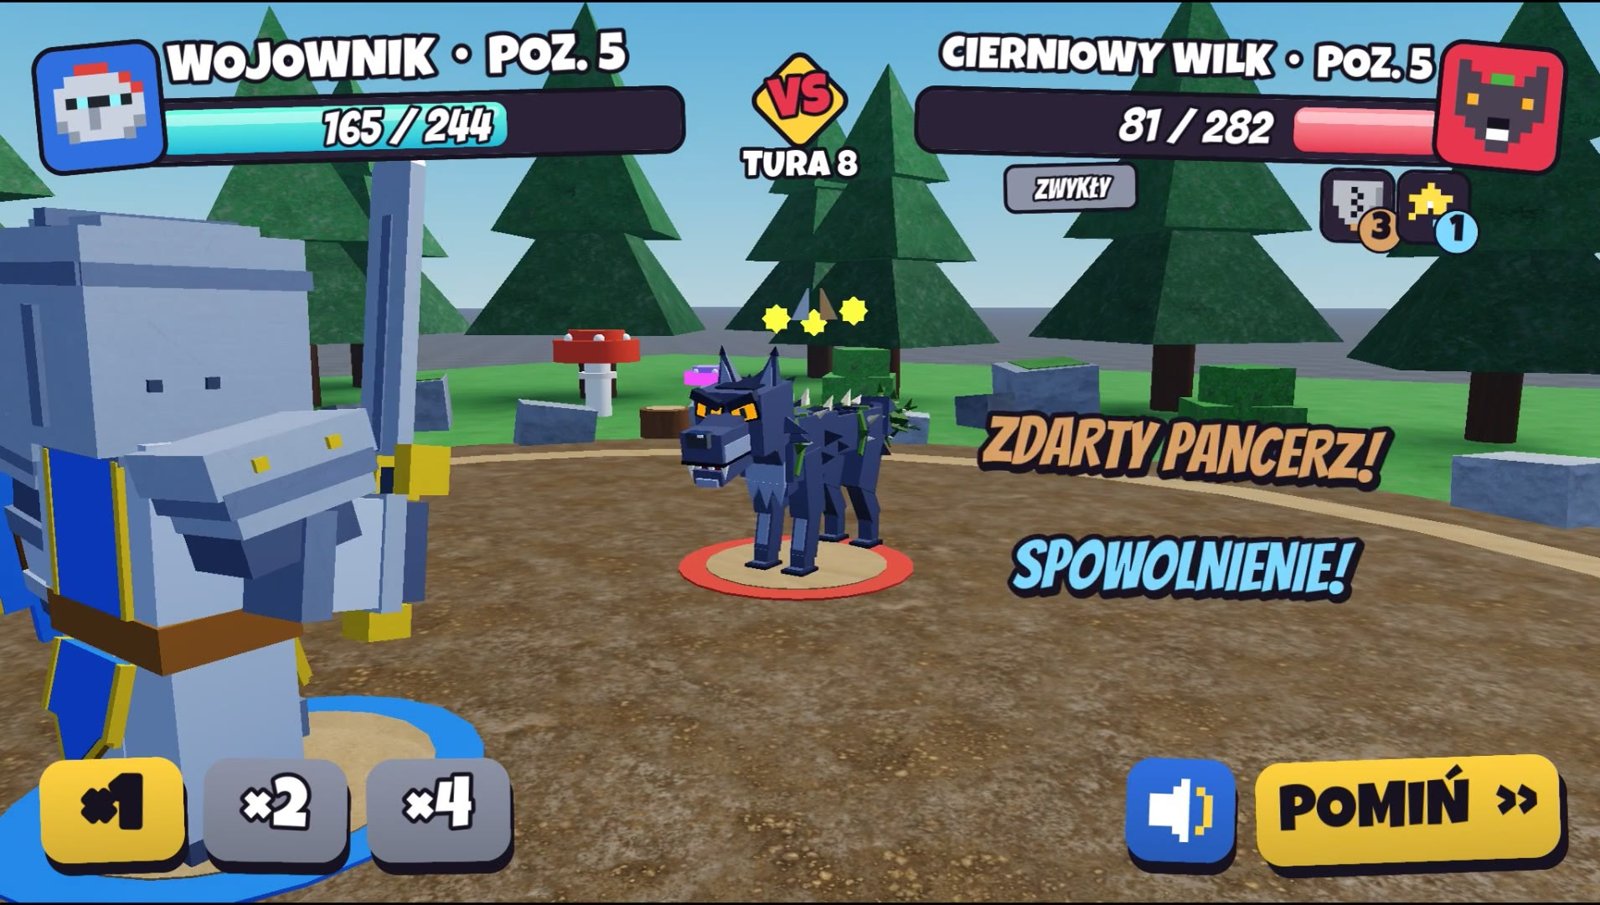 WOJOWNIK • POZ. 5
165 / 244
VS
TURA 8
CIERNIOWY WILK • POZ. 5
81 / 282
ZWYKŁY
3
1
ZDARTY PANCERZ!
SPOWOLNIENIE!
×1
×2
×4
POMIŃ »